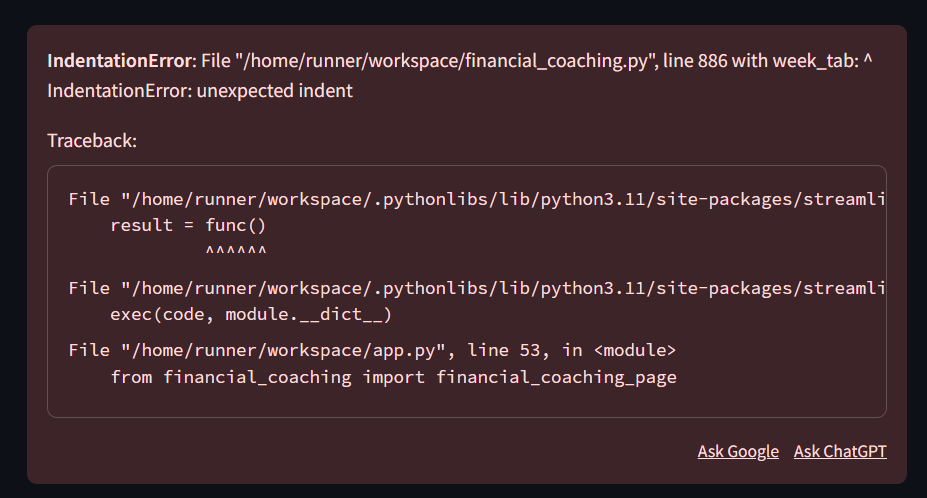 IndentationError: File "/home/runner/workspace/financial_coaching.py", line 886 with week_tab: ^
IndentationError: unexpected indent
Traceback:
File "/home/runner/workspace/.pythonlibs/lib/python3.11/site-packages/streamli
result = func()
^^^^^^
File "/home/runner/workspace/.pythonlibs/lib/python3.11/site-packages/streamli
exec(code, module.__dict__)
File "/home/runner/workspace/app.py", line 53, in <module>
from financial_coaching import financial_coaching_page
Ask Google Ask ChatGPT